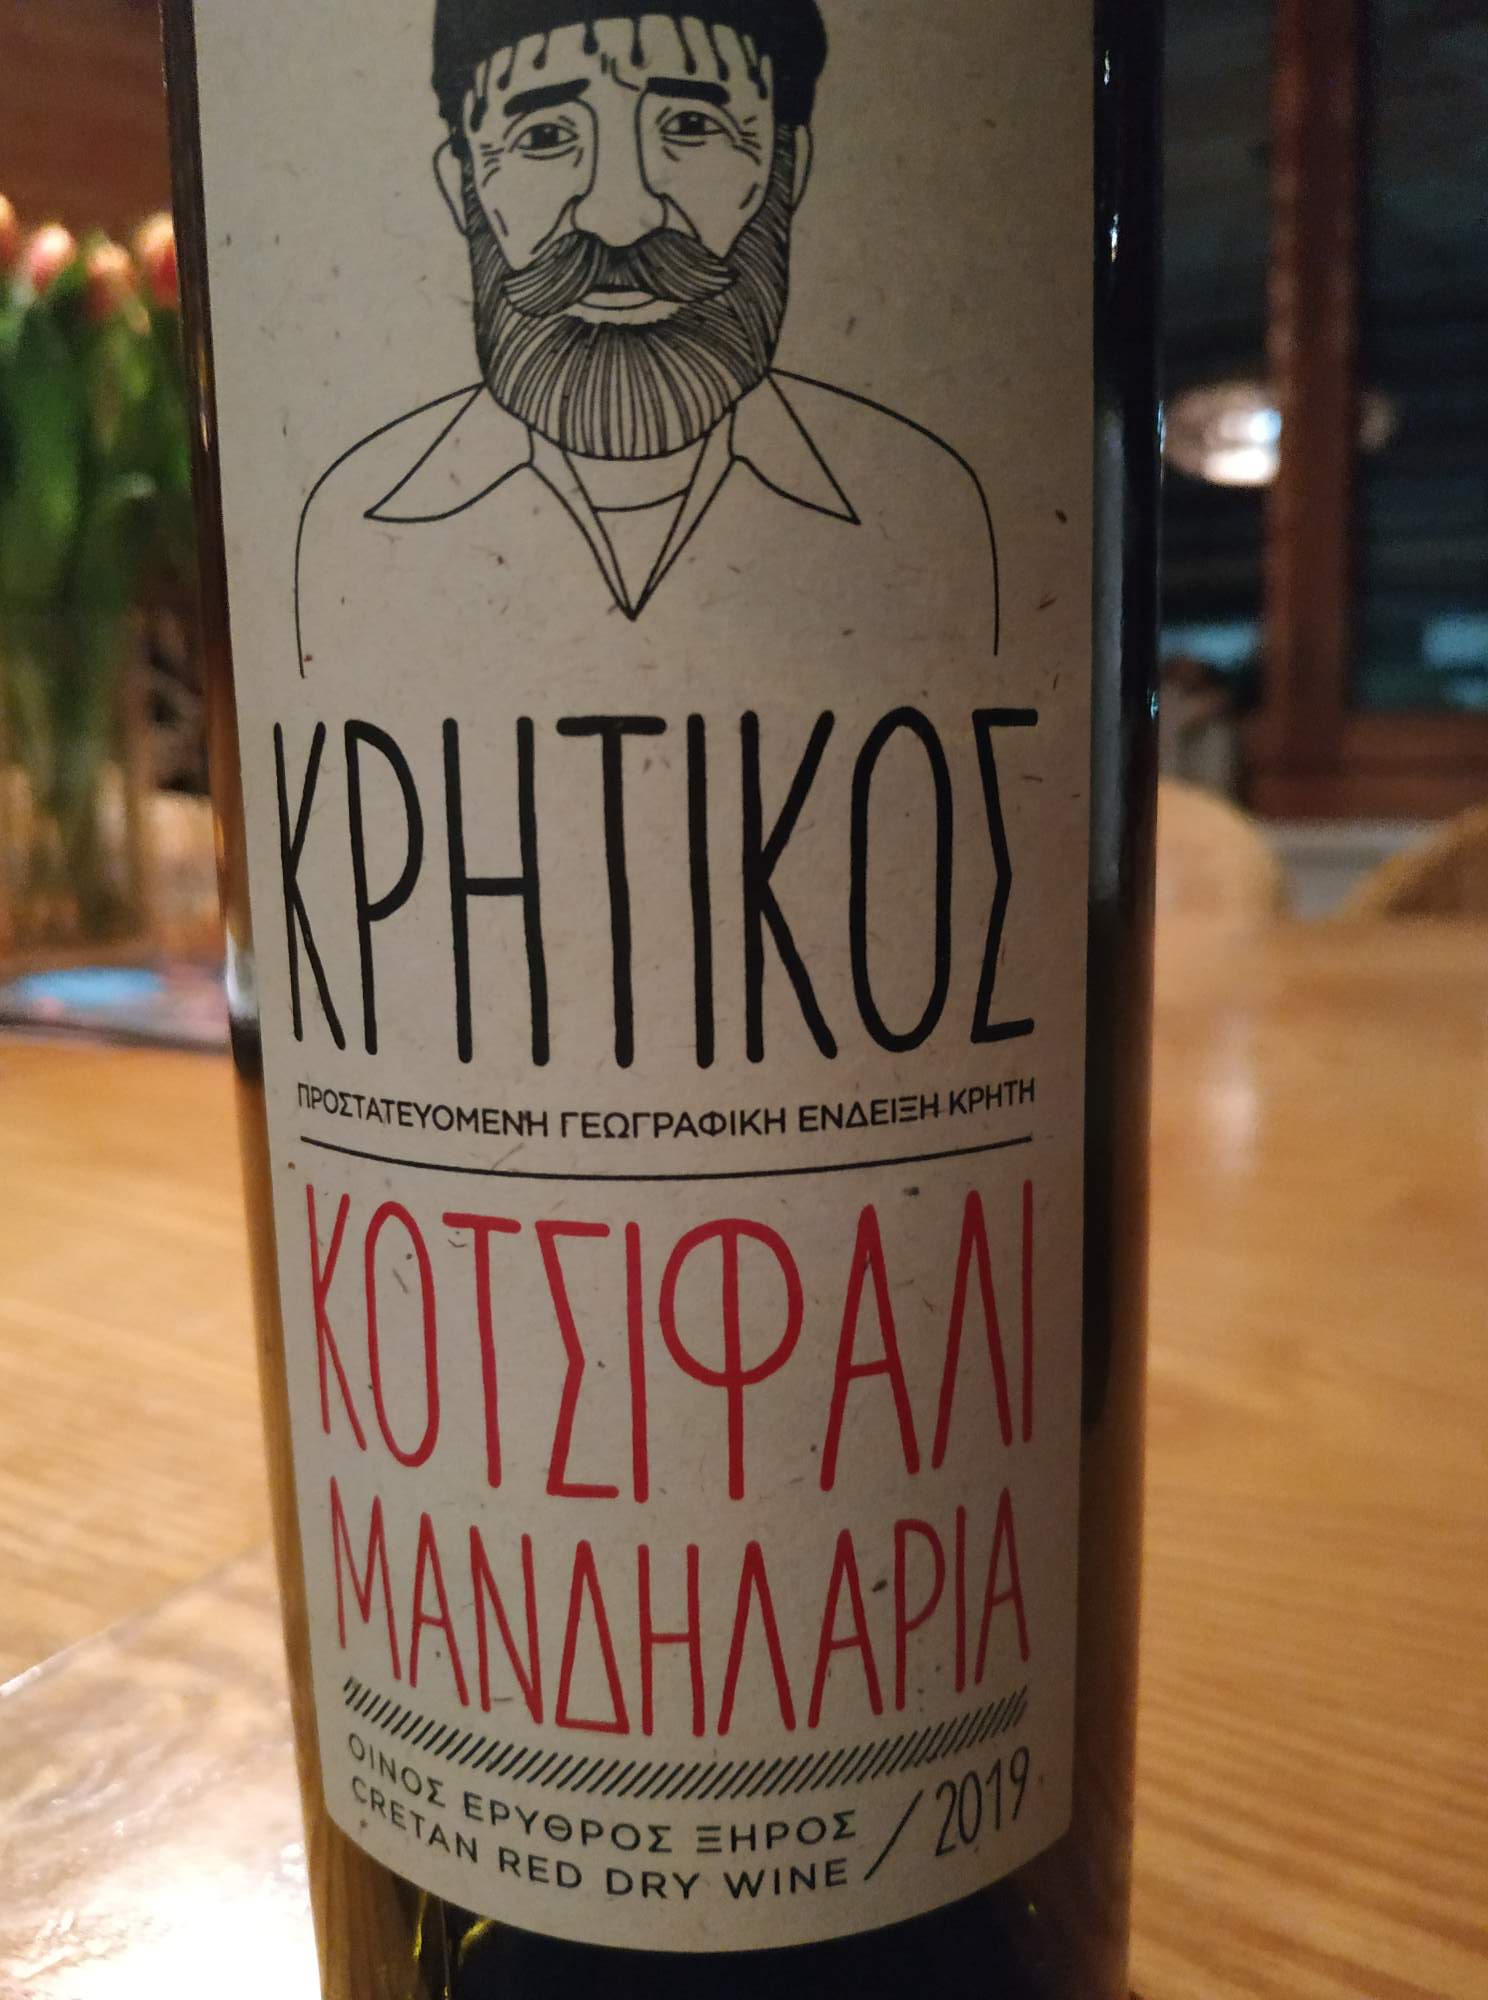 ΚΡΗΤΙΚΟΣ
ΠΡΟΣΤΑΤΕΥΟΜΕΝΗ ΓΕΩΓΡΑΦΙΚΗ ΕΝΔΕΙΞΗ ΚΡΗΤΗ
ΚΟΤΣΙΦΑΛΙ
ΜΑΝΔΗΛΑΡΙΑ
ΟΙΝΟΣ ΕΡΥΘΡΟΣ ΞΗΡΟΣ
CRETAN RED DRY WINE / 2019